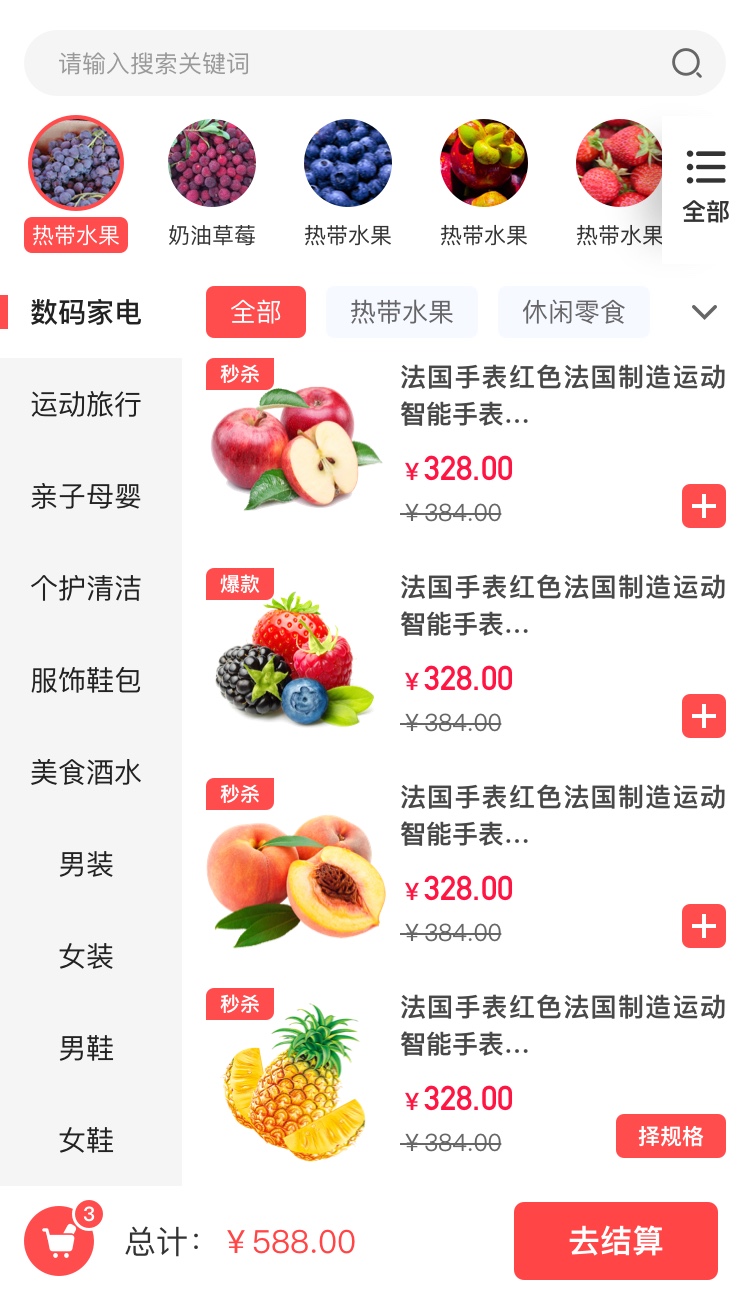 请输入搜索关键词
热带水果
奶油草莓
热带水果
热带水果
热带水果
全部
数码家电
运动旅行
亲子母婴
个护清洁
服饰鞋包
美食酒水
男装
女装
男鞋
女鞋
全部
热带水果
休闲零食
秒杀
法国手表红色法国制造运动
智能手表...
¥328.00
¥384.00
爆款
法国手表红色法国制造运动
智能手表...
¥328.00
¥384.00
秒杀
法国手表红色法国制造运动
智能手表...
¥328.00
¥384.00
秒杀
法国手表红色法国制造运动
智能手表...
¥328.00
¥384.00
择规格
3
总计： ¥588.00
去结算